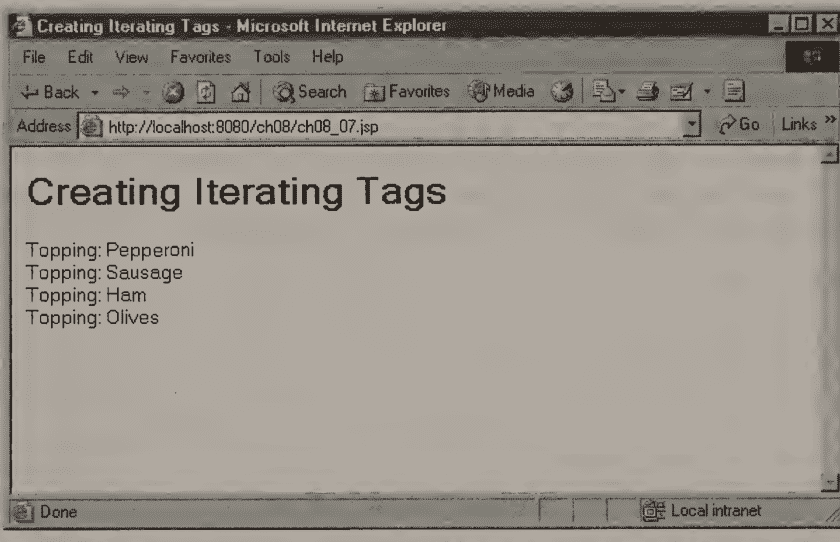 Creating Iterating Tags - Microsoft Internet Explorer
File Edit View Favorites Tools Help
Back Search Favorites Media
Address http://localhost:8080/ch08/ch08_07.jsp Go Links »
Creating Iterating Tags
Topping: Pepperoni
Topping: Sausage
Topping: Ham
Topping: Olives
Done Local intranet